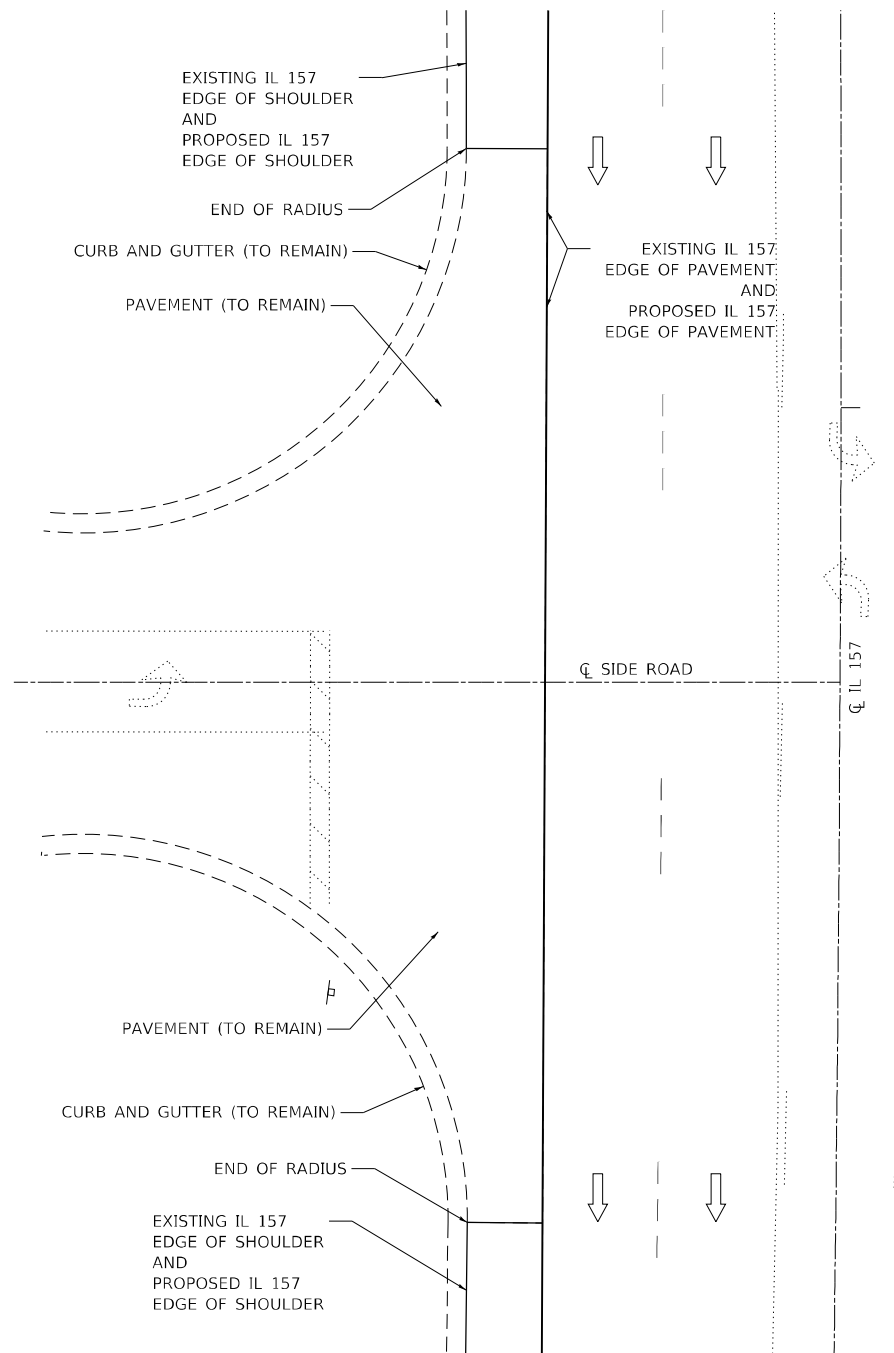 EXISTING IL 157
EDGE OF SHOULDER
AND
PROPOSED IL 157
EDGE OF SHOULDER
END OF RADIUS
CURB AND GUTTER (TO REMAIN)
PAVEMENT (TO REMAIN)
EXISTING IL 157
EDGE OF PAVEMENT
AND
PROPOSED IL 157
EDGE OF PAVEMENT
℄ SIDE ROAD
℄ IL 157
PAVEMENT (TO REMAIN)
CURB AND GUTTER (TO REMAIN)
END OF RADIUS
EXISTING IL 157
EDGE OF SHOULDER
AND
PROPOSED IL 157
EDGE OF SHOULDER